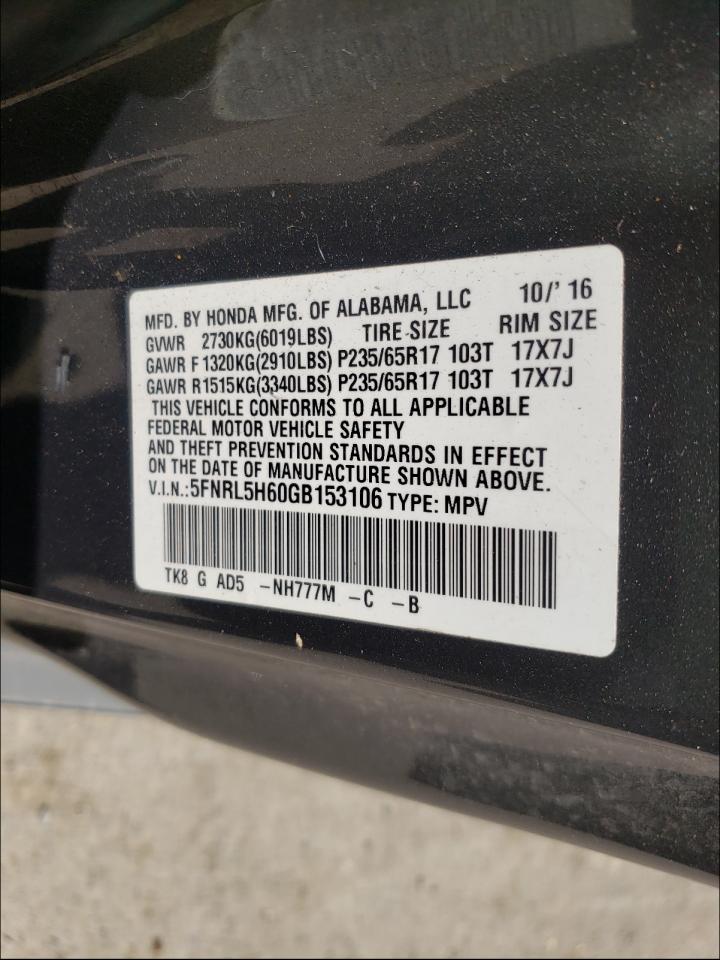 MFD. BY HONDA MFG. OF ALABAMA, LLC 10/' 16
GVWR 2730KG(6019LBS) TIRE SIZE RIM SIZE
GAWR F 1320KG(2910LBS) P235/65R17 103T 17X7J
GAWR R1515KG(3340LBS) P235/65R17 103T 17X7J
THIS VEHICLE CONFORMS TO ALL APPLICABLE
FEDERAL MOTOR VEHICLE SAFETY
AND THEFT PREVENTION STANDARDS IN EFFECT
ON THE DATE OF MANUFACTURE SHOWN ABOVE.
V.I.N.:5FNRL5H60GB153106 TYPE: MPV
TK8 G AD5 –NH777M –C –B